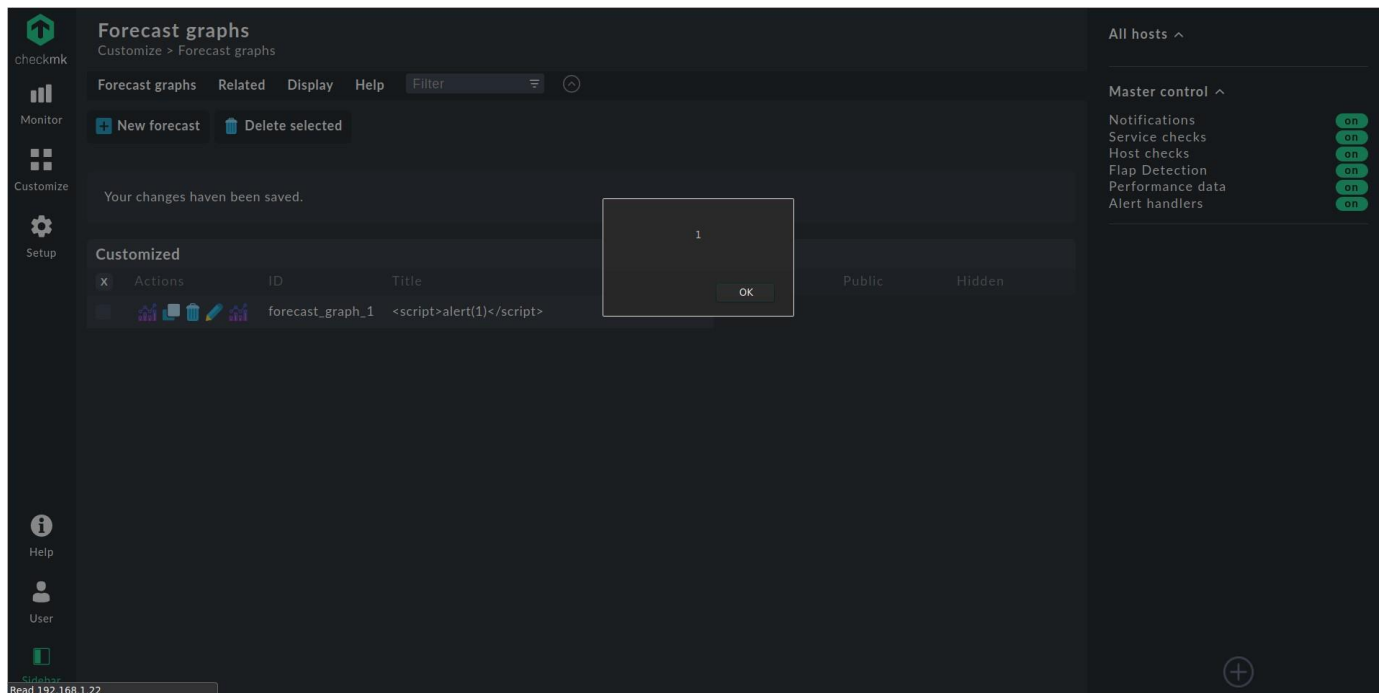 checkmk
Monitor
Customize
Setup
Help
User
Sidebar
Read 192.168.1.22
Forecast graphs
Customize > Forecast graphs
Forecast graphs Related Display Help Filter
New forecast Delete selected
Your changes haven been saved.
Customized
X Actions ID Title Public Hidden
forecast_graph_1 <script>alert(1)</script>
1
OK
All hosts
Master control
Notifications on
Service checks on
Host checks on
Flap Detection on
Performance data on
Alert handlers on